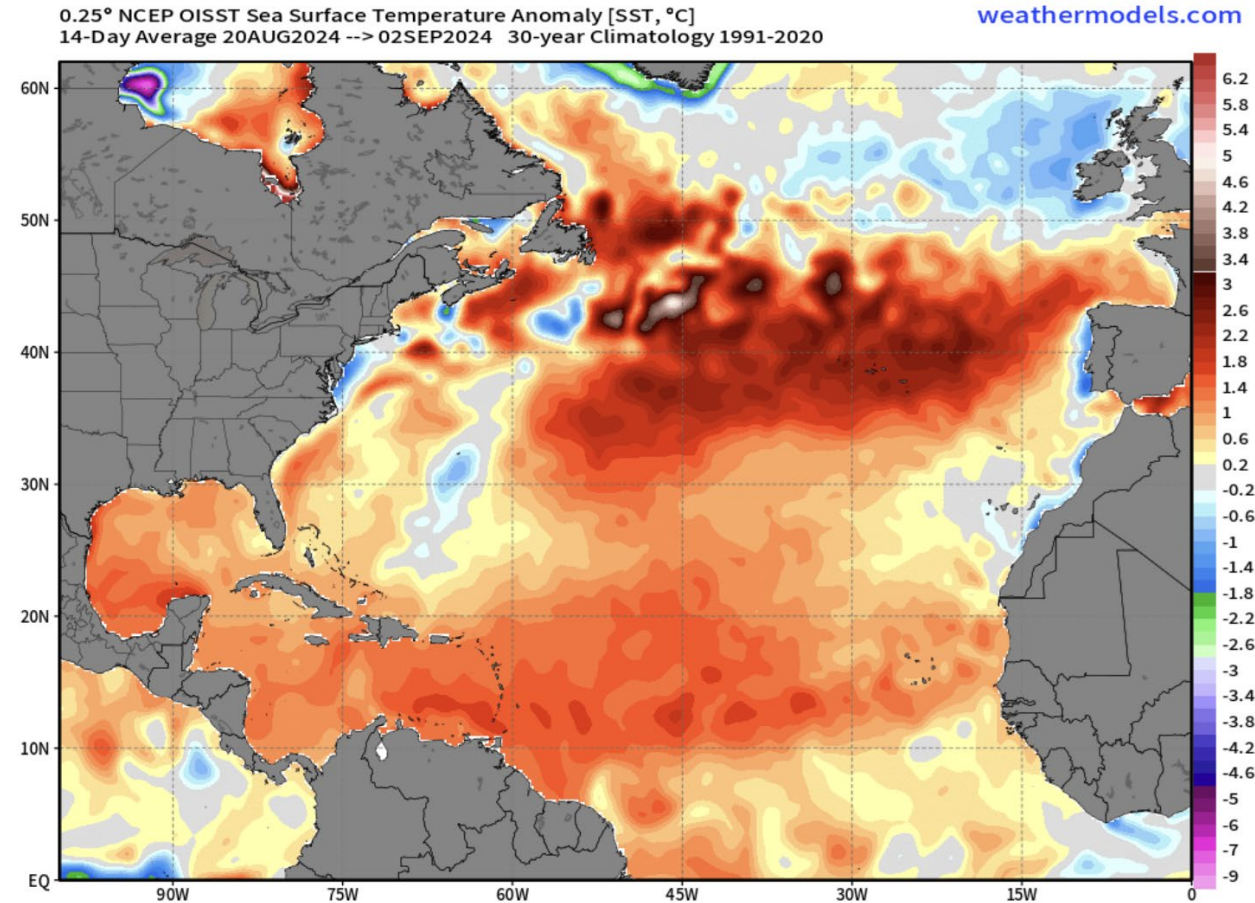 0.25° NCEP OISST Sea Surface Temperature Anomaly [SST, °C]
weathermodels.com
14-Day Average 20AUG2024 --> 02SEP2024 30-year Climatology 1991-2020
60N
50N
40N
30N
20N
10N
EQ
90W
75W
60W
45W
30W
15W
0
6.2
5.8
5.4
5
4.6
4.2
3.8
3.4
3
2.6
2.2
1.8
1.4
1
0.6
0.2
-0.2
-0.6
-1
-1.4
-1.8
-2.2
-2.6
-3
-3.4
-3.8
-4.2
-4.6
-5
-6
-7
-9